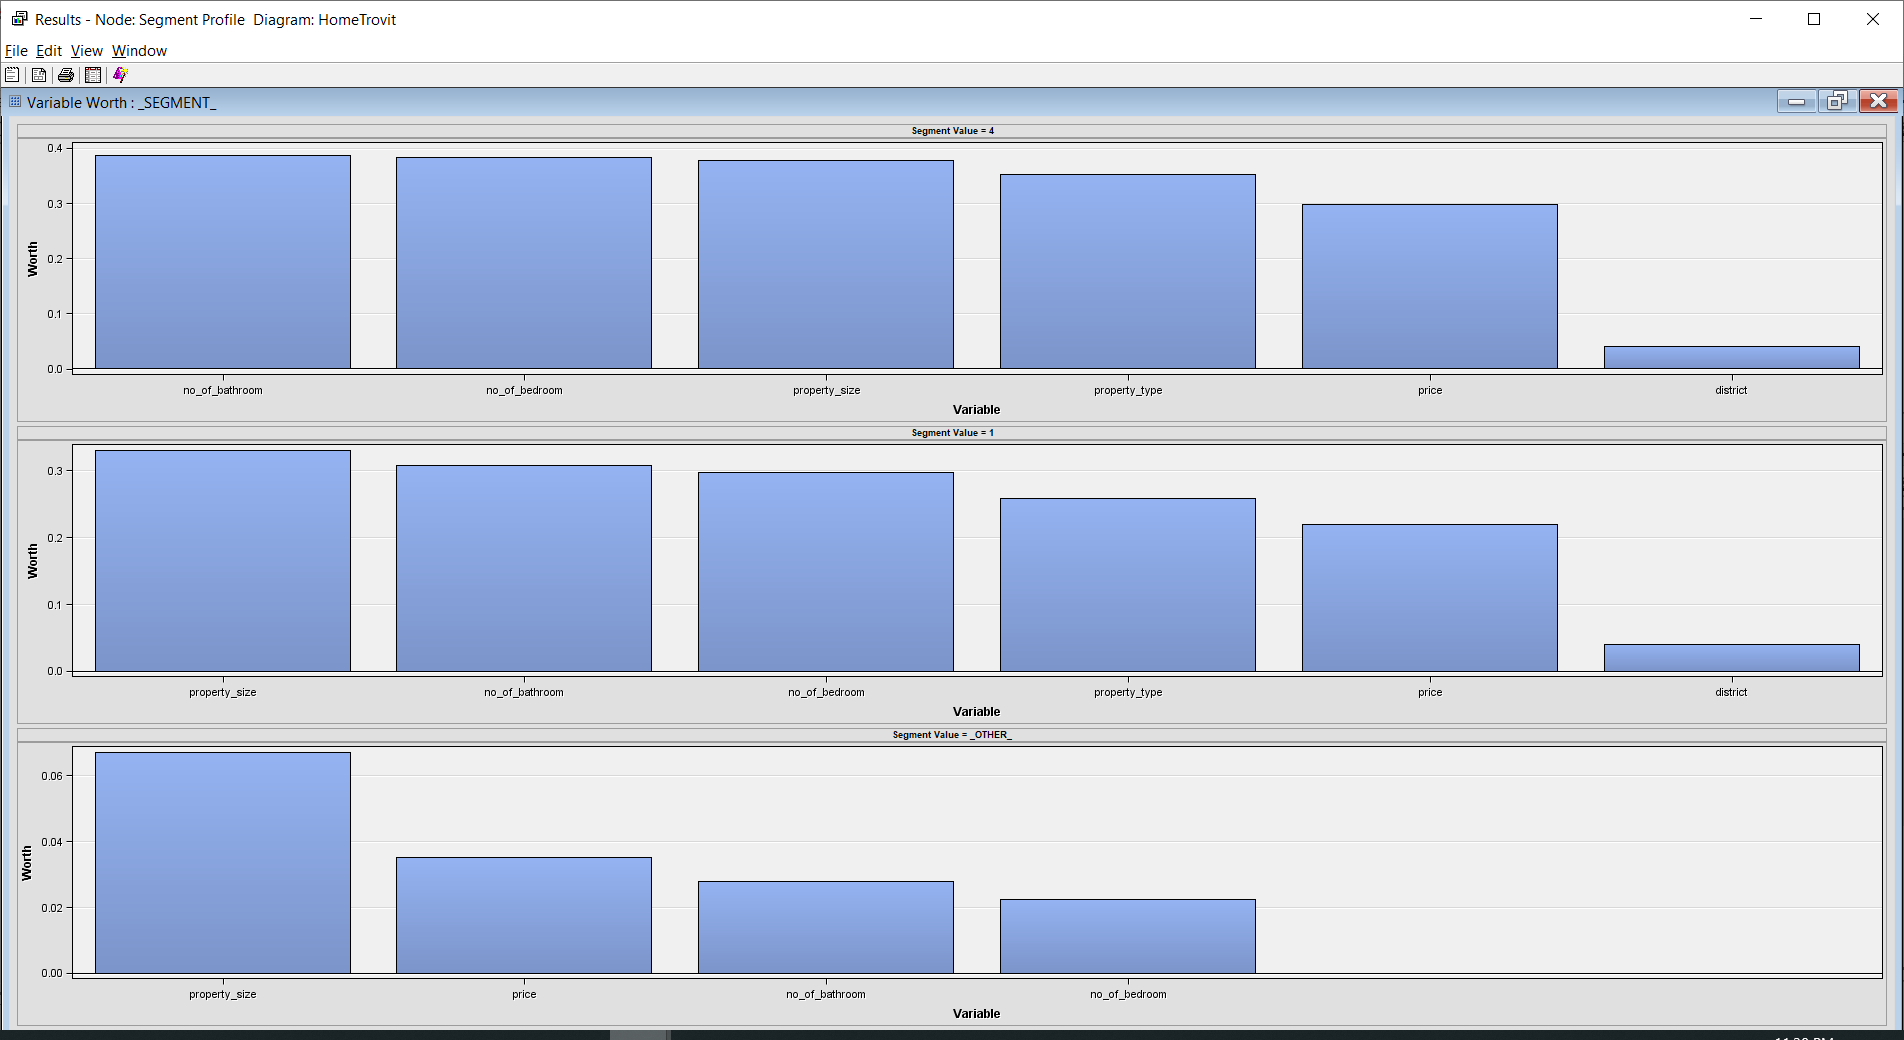 Results - Node: Segment Profile  Diagram: HomeTrovit
File Edit View Window
Variable Worth : _SEGMENT_
Segment Value = 4
0.4
0.3
0.2
0.1
0.0
Worth
no_of_bathroom no_of_bedroom property_size property_type price district
Variable
Segment Value = 1
0.3
0.2
0.1
0.0
Worth
property_size no_of_bathroom no_of_bedroom property_type price district
Variable
Segment Value = _OTHER_
0.06
0.04
0.02
0.00
Worth
property_size price no_of_bathroom no_of_bedroom
Variable